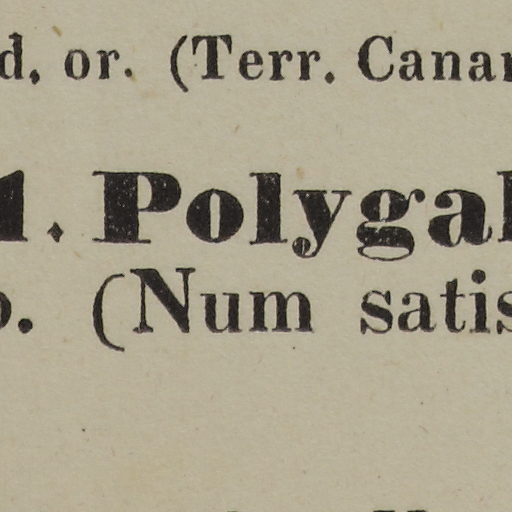 d, or. (Terr. Canar
1. Polygal
o. (Num satis